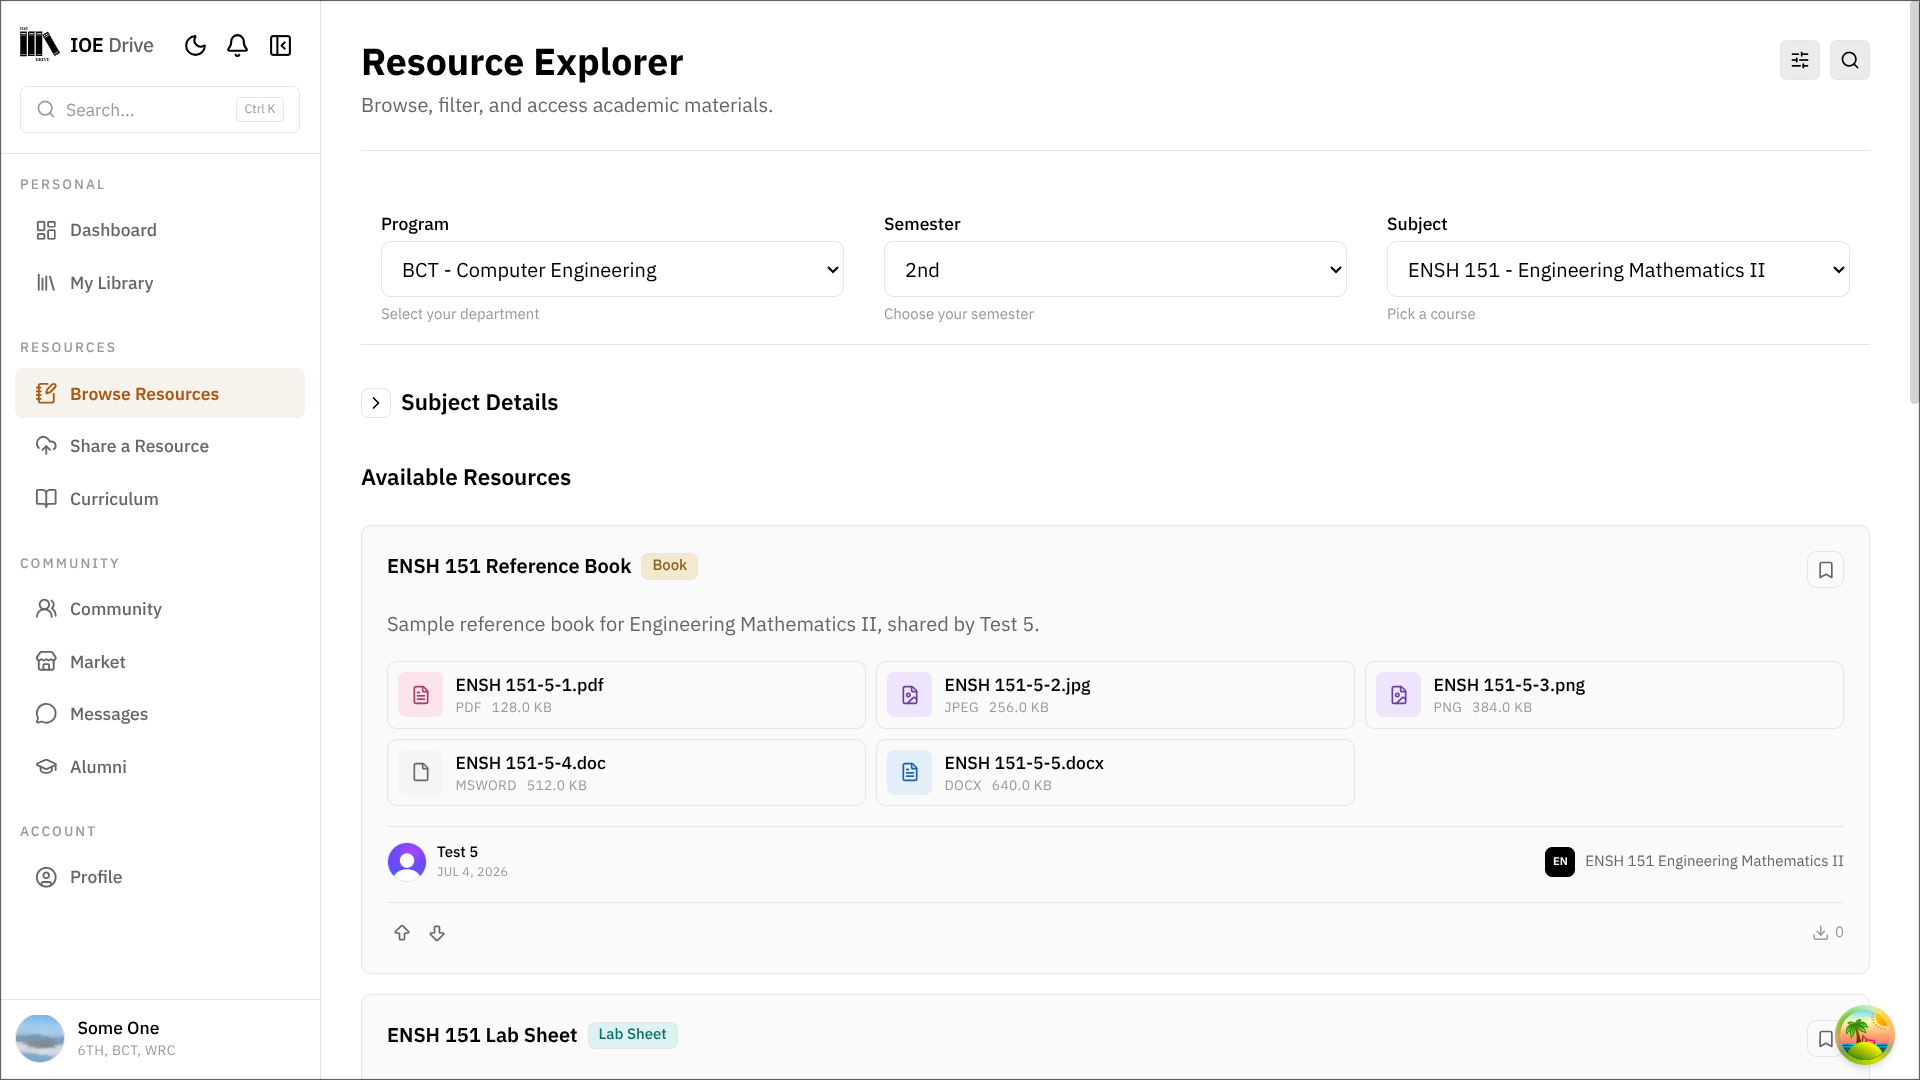 IOE Drive
Search...
Ctrl K
PERSONAL
Dashboard
My Library
RESOURCES
Browse Resources
Share a Resource
Curriculum
COMMUNITY
Community
Market
Messages
Alumni
ACCOUNT
Profile
Some One
6TH, BCT, WRC
Resource Explorer
Browse, filter, and access academic materials.
Program
BCT - Computer Engineering
Select your department
Semester
2nd
Choose your semester
Subject
ENSH 151 - Engineering Mathematics II
Pick a course
Subject Details
Available Resources
ENSH 151 Reference Book
Book
Sample reference book for Engineering Mathematics II, shared by Test 5.
ENSH 151-5-1.pdf
PDF 128.0 KB
ENSH 151-5-2.jpg
JPEG 256.0 KB
ENSH 151-5-3.png
PNG 384.0 KB
ENSH 151-5-4.doc
MSWORD 512.0 KB
ENSH 151-5-5.docx
DOCX 640.0 KB
Test 5
JUL 4, 2026
EN
ENSH 151 Engineering Mathematics II
0
ENSH 151 Lab Sheet
Lab Sheet